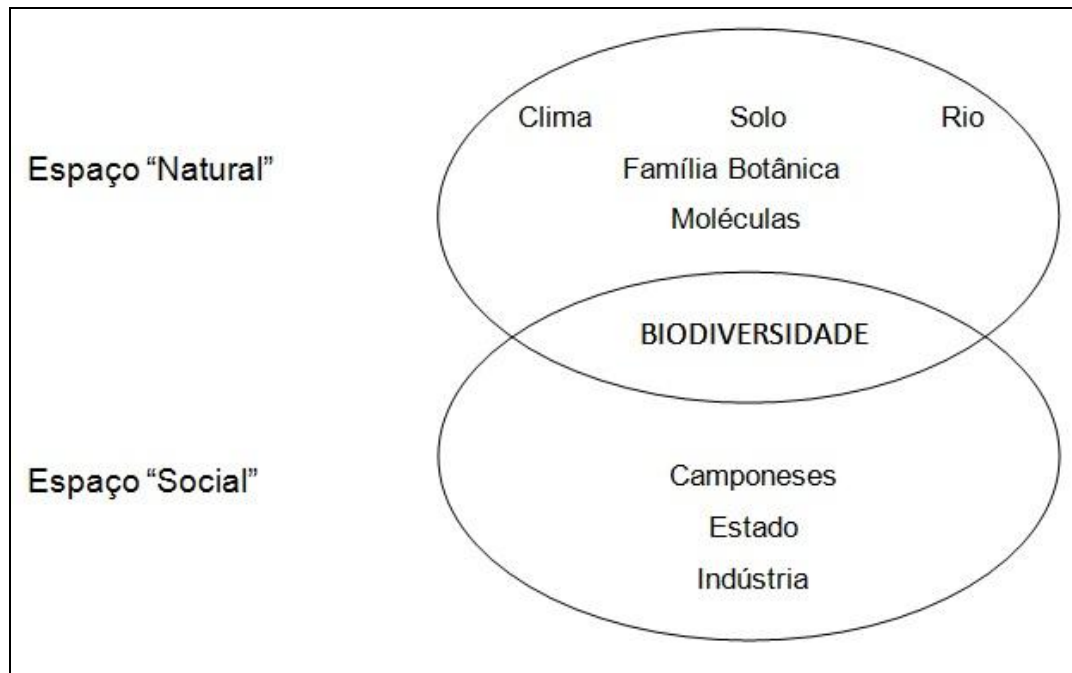 Clima Solo Rio
Espaço “Natural”
Família Botânica
Moléculas
BIODIVERSIDADE
Espaço “Social”
Camponeses
Estado
Indústria